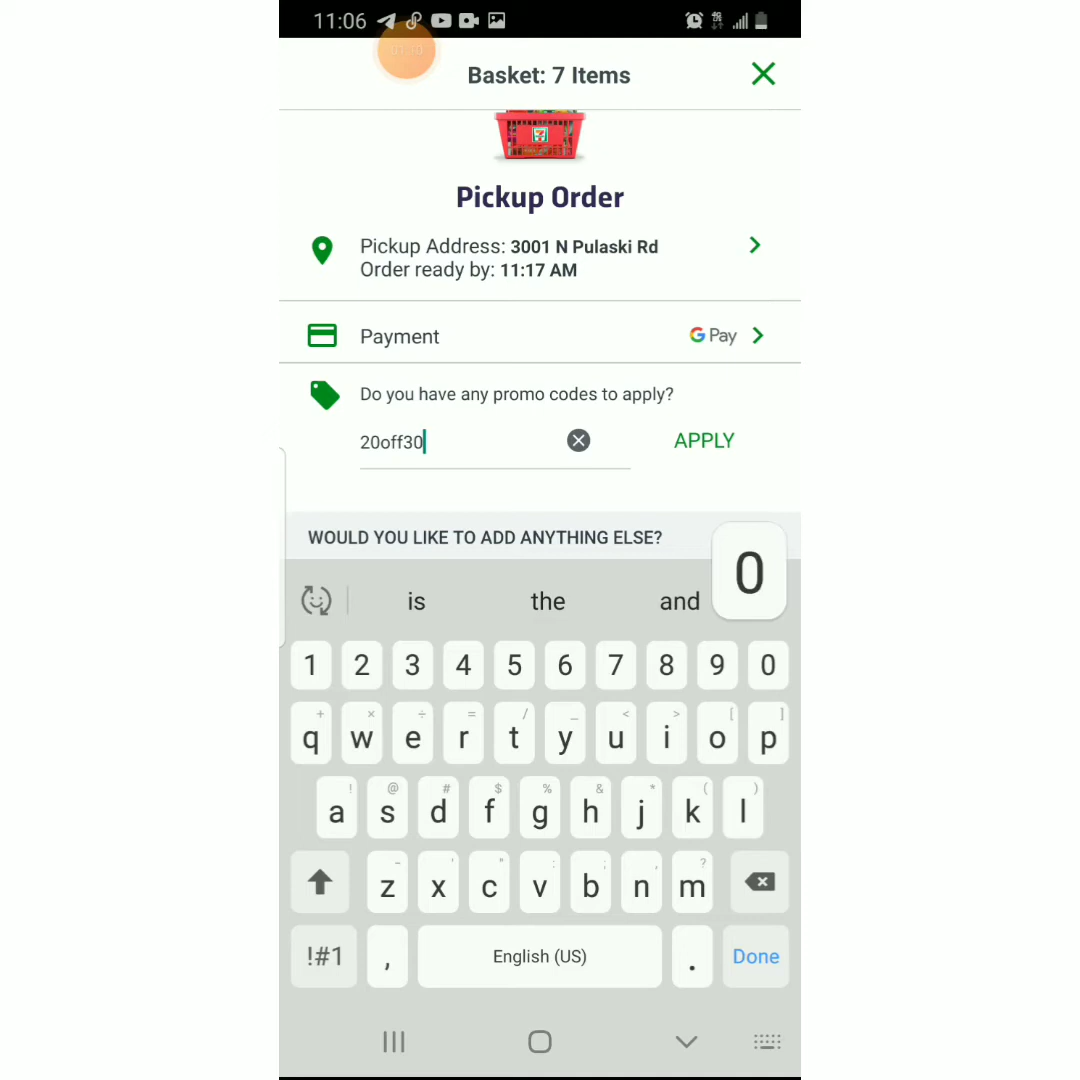 11:06
Basket: 7 Items
7
Pickup Order
Pickup Address: 3001 N Pulaski Rd
Order ready by: 11:17 AM
Payment
G Pay
Do you have any promo codes to apply?
20off30
APPLY
WOULD YOU LIKE TO ADD ANYTHING ELSE?
0
is the and
1 2 3 4 5 6 7 8 9 0
+ × ÷ = / _ < > [ ]
q w e r t y u i o p
! @ # $ % & * ( )
a s d f g h j k l
- ' " : ; , ?
z x c v b n m
!#1 , English (US) . Done